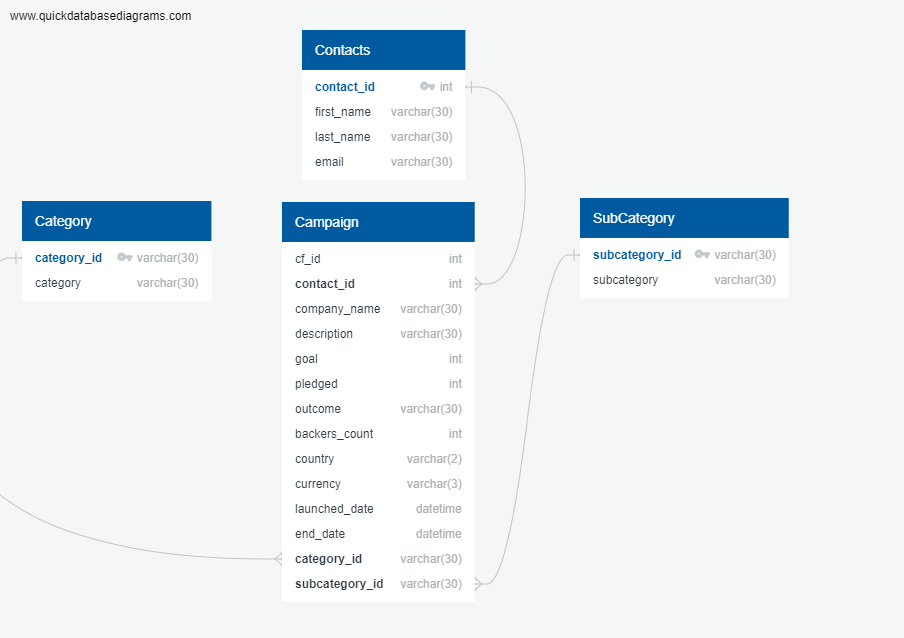 www.quickdatabasediagrams.com
Contacts
contact_id int
first_name varchar(30)
last_name varchar(30)
email varchar(30)
Category
category_id varchar(30)
category varchar(30)
Campaign
cf_id int
contact_id int
company_name varchar(30)
description varchar(30)
goal int
pledged int
outcome varchar(30)
backers_count int
country varchar(2)
currency varchar(3)
launched_date datetime
end_date datetime
category_id varchar(30)
subcategory_id varchar(30)
SubCategory
subcategory_id varchar(30)
subcategory varchar(30)